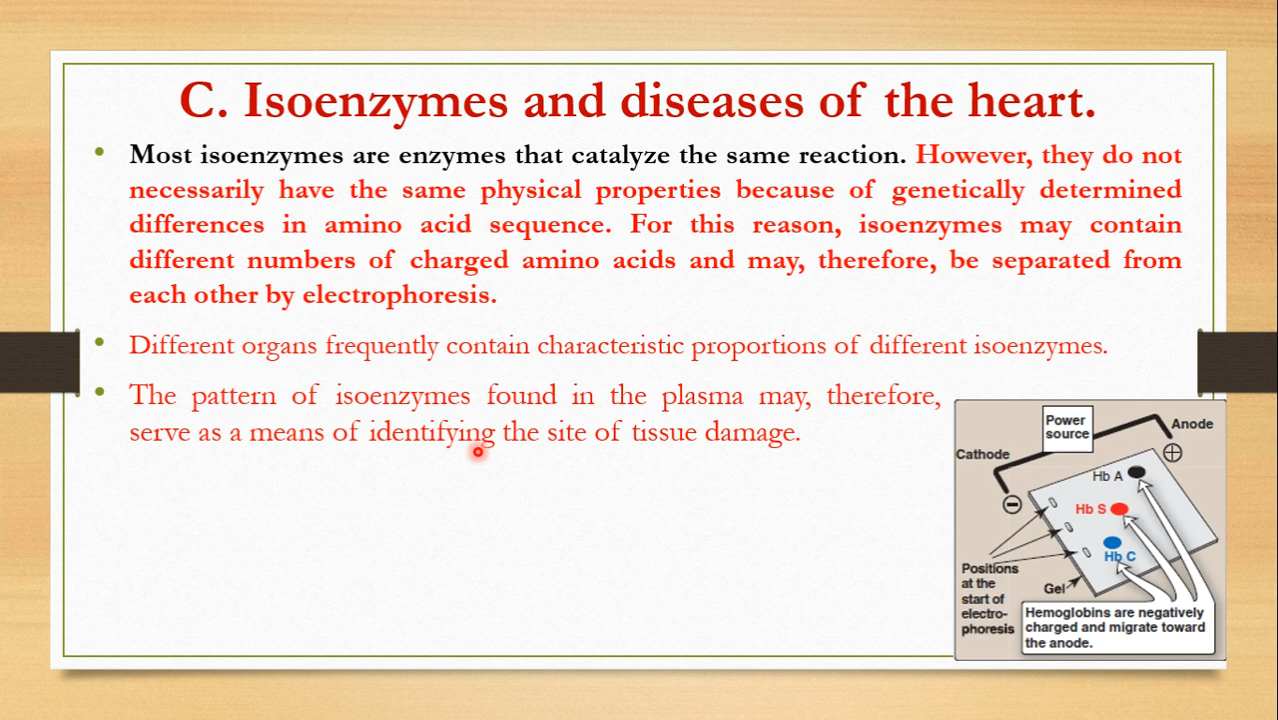 C. Isoenzymes and diseases of the heart.
• Most isoenzymes are enzymes that catalyze the same reaction. However, they do not
necessarily have the same physical properties because of genetically determined
differences in amino acid sequence. For this reason, isoenzymes may contain
different numbers of charged amino acids and may, therefore, be separated from
each other by electrophoresis.
• Different organs frequently contain characteristic proportions of different isoenzymes.
• The pattern of isoenzymes found in the plasma may, therefore,
serve as a means of identifying the site of tissue damage.
Power
source
Anode
Cathode
Hb A
Hb S
Hb C
Positions
at the
start of
electro-
phoresis
Gel
Hemoglobins are negatively
charged and migrate toward
the anode.